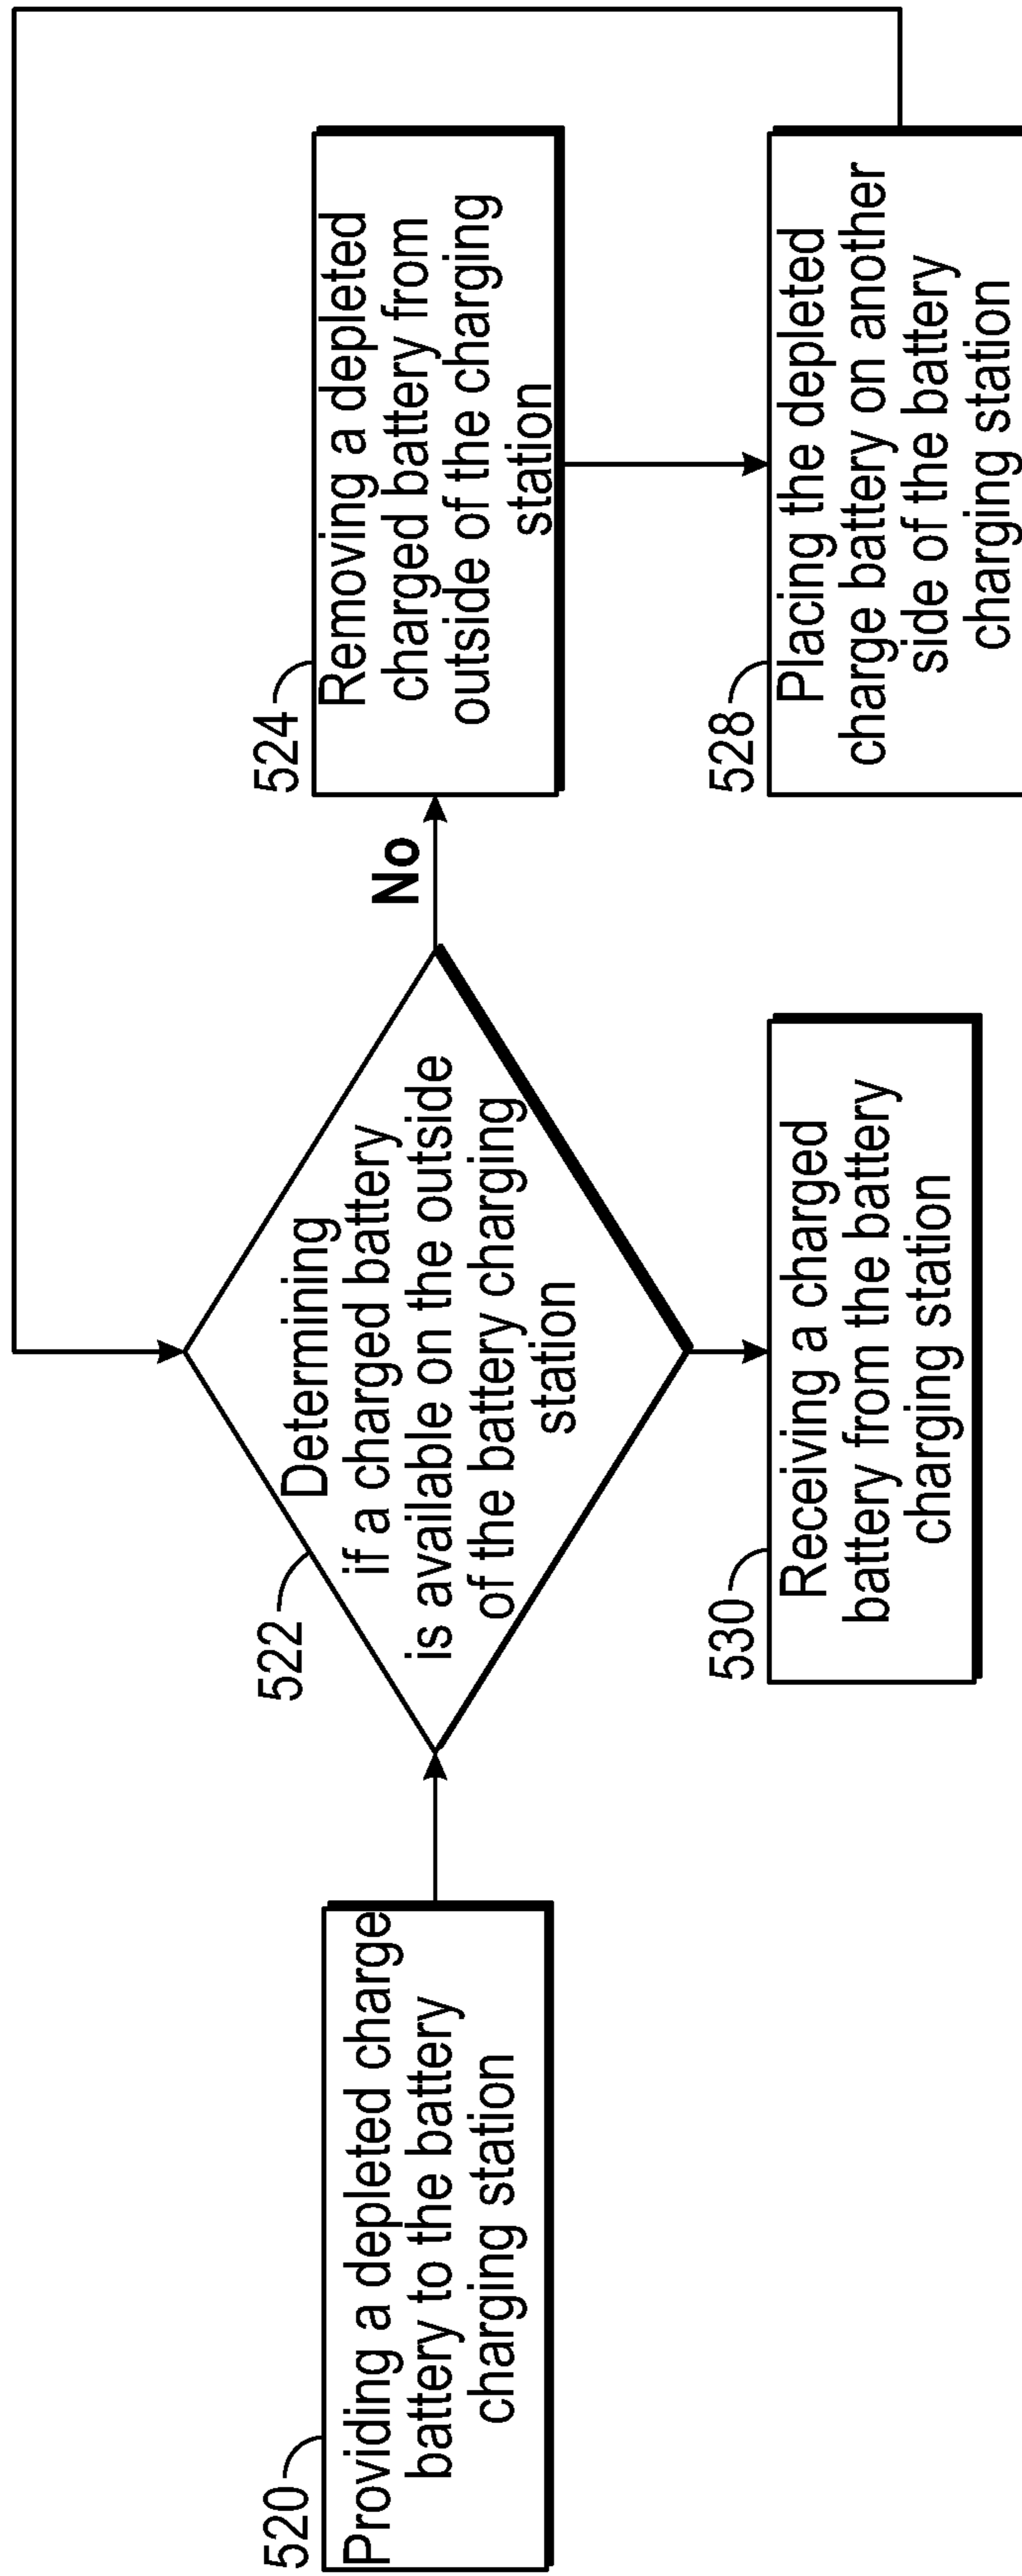 520
Providing a depleted charge
battery to the battery
charging station
522
Determining
if a charged battery
is available on the outside
of the battery charging
station
No
524
Removing a depleted
charged battery from
outside of the charging
station
528
Placing the depleted
charge battery on another
side of the battery
charging station
530
Receiving a charged
battery from the battery
charging station